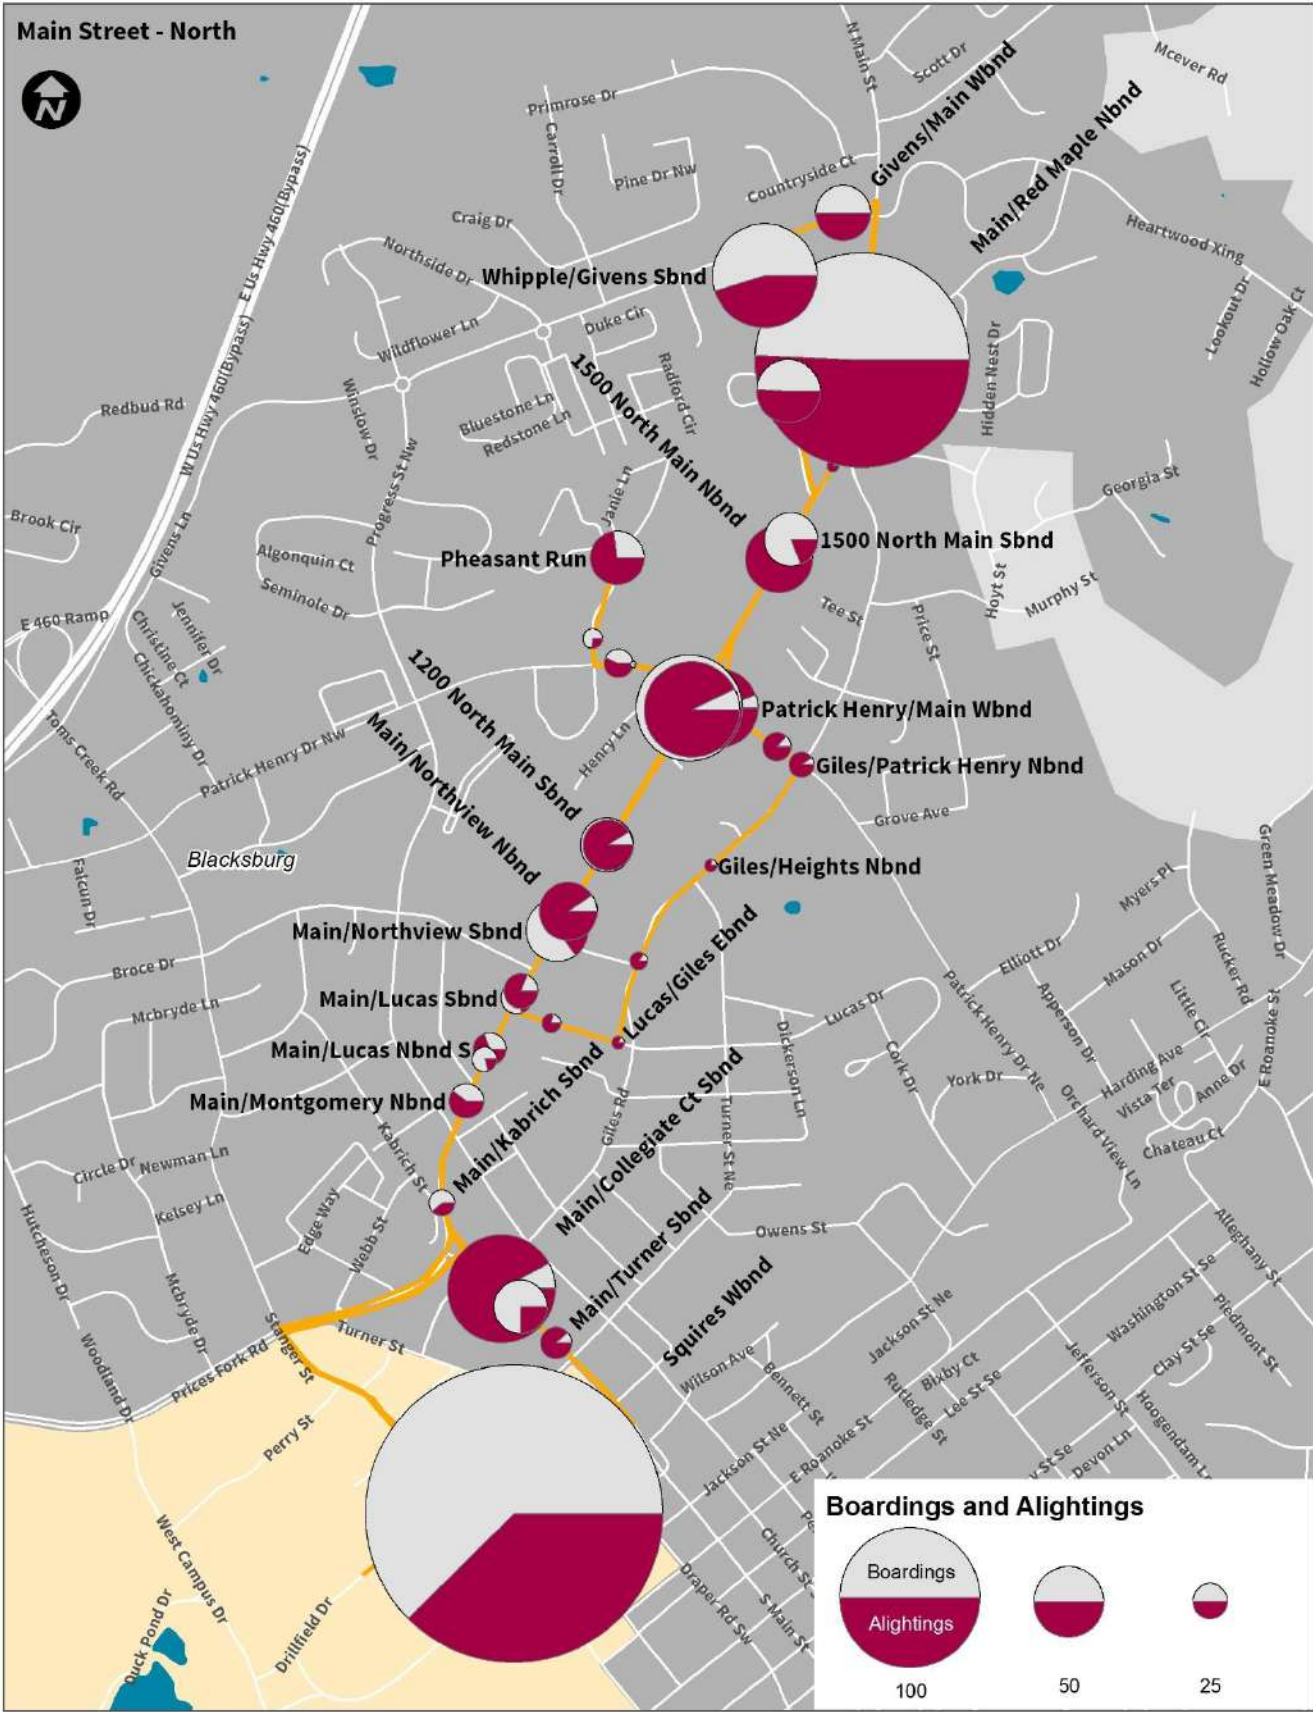 Main Street - North
N
N Main St
Scott Dr
Mcever Rd
Givens/Main Wbnd
Main/Red Maple Nbnd
Primrose Dr
Carroll Dr
Pine Dr Nw
Countryside Ct
E Us Hwy 460(Bypass)
W Us Hwy 460(Bypass)
Craig Dr
Northside Dr
Whipple/Givens Sbnd
Heartwood Xing
Lookout Dr
Hollow Oak Ct
Duke Cir
Wildflower Ln
Hidden Nest Dr
1500 North Main Nbnd
Radford Cir
Redbud Rd
Winslow Dr
Bluestone Ln
Redstone Ln
Progress St Nw
Janie Ln
Georgia St
Brook Cir
Givens Ln
Algonquin Ct
Pheasant Run
1500 North Main Sbnd
Seminole Dr
Hoyt St
Murphy St
Tee St
Price St
E 460 Ramp
Jennifer Dr
Christine Ct
Chickahominy Dr
1200 North Main Sbnd
Main/Northview Nbnd
Patrick Henry/Main Wbnd
Toms Creek Rd
Patrick Henry Dr Nw
Henry Ln
Giles/Patrick Henry Nbnd
Grove Ave
Blacksburg
Giles/Heights Nbnd
Falcun Dr
Myers Pl
Green Meadow Dr
Main/Northview Sbnd
Lucas/Giles Ebnd
Broce Dr
Elliott Dr
Mason Dr
Rucker Rd
Mcbryde Ln
Main/Lucas Sbnd
Lucas Dr
Patrick Henry Dr Ne
Apperson Dr
Little Cir
E Roanoke St
Main/Lucas Nbnd S
Dickerson Ln
Cork Dr
York Dr
Harding Ave
Vista Ter
Anne Dr
Main/Montgomery Nbnd
Main/Kabrich Sbnd
Giles Rd
Main/Collegiate Ct Sbnd
Turner St Ne
Orchard View Ln
Chateau Ct
Kabrich St
Circle Dr
Newman Ln
Kelsey Ln
Edge Way
Webb St
Hutcheson Dr
Main/Turner Sbnd
Owens St
Alleghany St
Mcbryde Dr
Squires Wbnd
Washington St Se
Piedmont St
Stanger St
Turner St
Prices Fork Rd
Woodland Dr
Jackson St Ne
Wilson Ave
Bennett St
Bixby Ct
Rutledge St
Lee St Se
Jefferson St
Clay St Se
Hoogendam Ln
Perry St
Jackson St Ne
E Roanoke St
y St Se
Devon Ln
West Campus Dr
Church St S
S Main St
Draper Rd Sw
Duck Pond Dr
Drillfield Dr
Boardings and Alightings
Boardings
Alightings
100
50
25